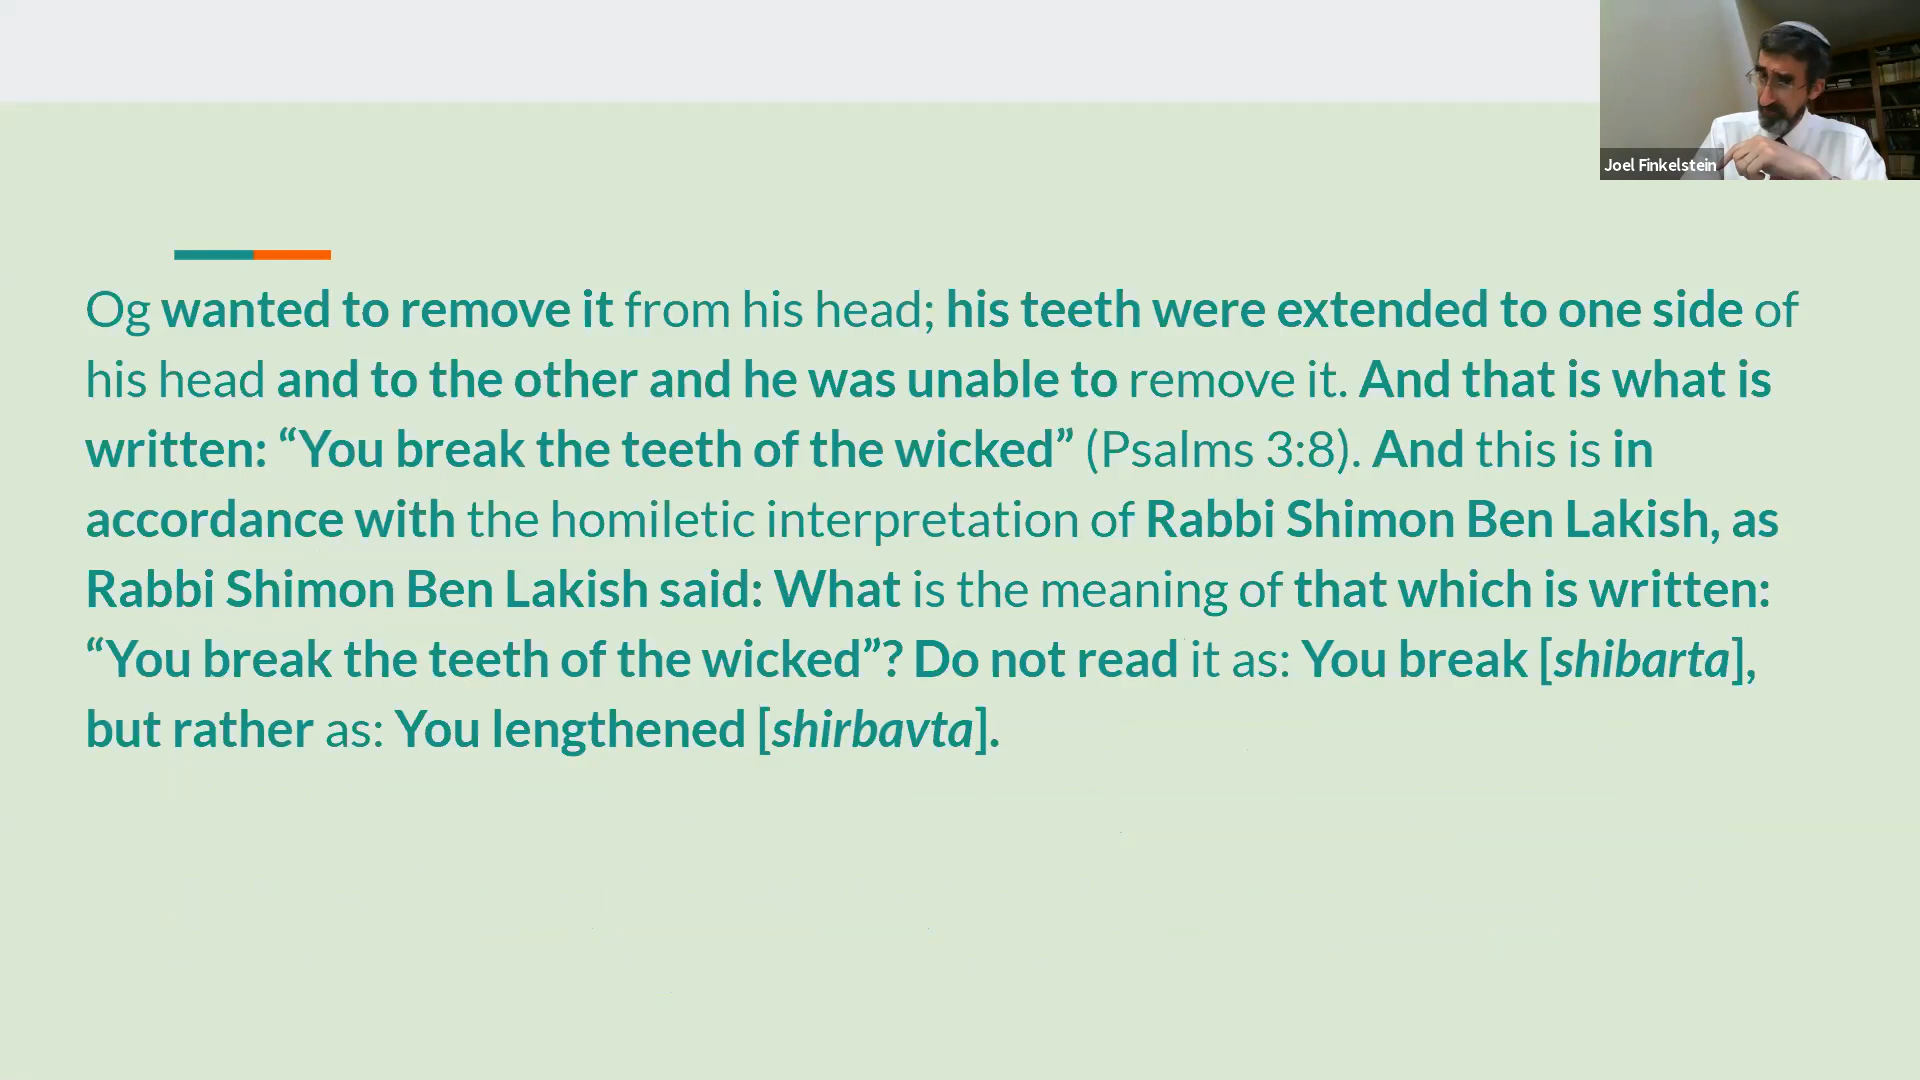 Joel Finkelstein
Og wanted to remove it from his head; his teeth were extended to one side of
his head and to the other and he was unable to remove it. And that is what is
written: “You break the teeth of the wicked” (Psalms 3:8). And this is in
accordance with the homiletic interpretation of Rabbi Shimon Ben Lakish, as
Rabbi Shimon Ben Lakish said: What is the meaning of that which is written:
“You break the teeth of the wicked”? Do not read it as: You break [shibarta],
but rather as: You lengthened [shirbavta].